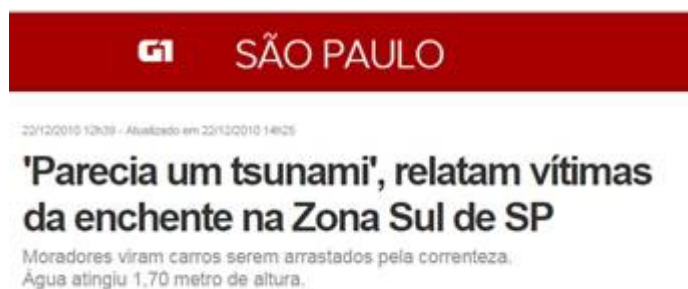 G1 SÃO PAULO
22/12/2010 12h39 - Atualizado em 22/12/2010 14h25
'Parecia um tsunami', relatam vítimas
da enchente na Zona Sul de SP
Moradores viram carros serem arrastados pela correnteza.
Água atingiu 1,70 metro de altura.